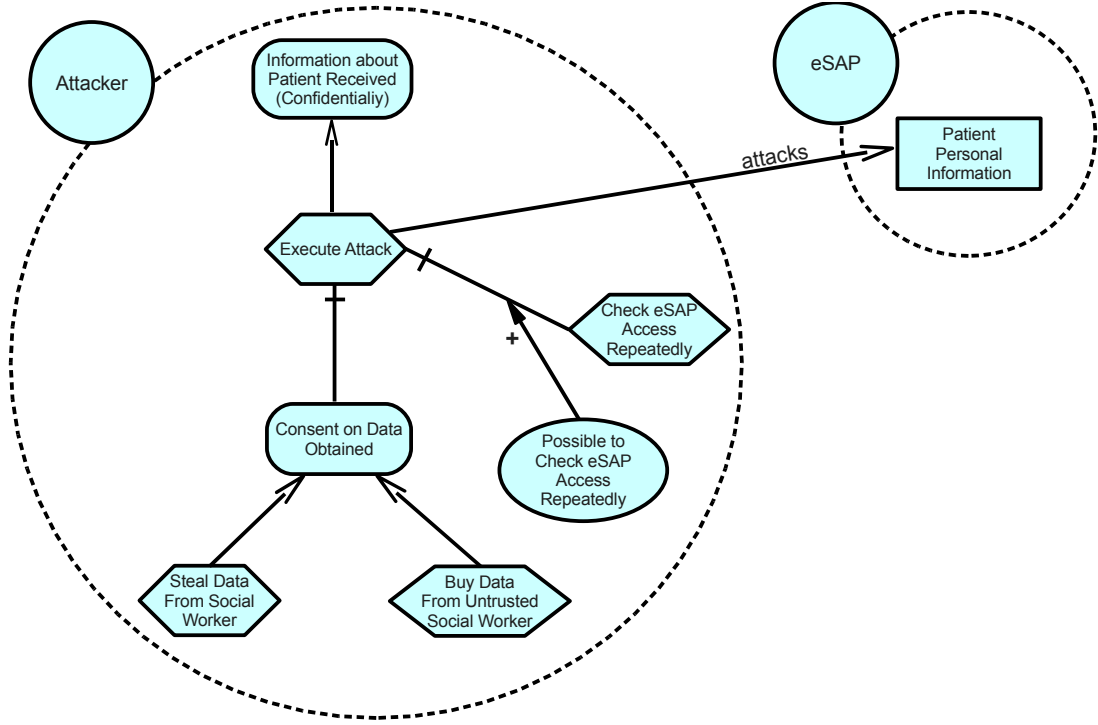 Attacker
Information about
Patient Received
(Confidentialiy)
eSAP
Patient
Personal
Information
attacks
Execute Attack
Check eSAP
Access
Repeatedly
+
Consent on Data
Obtained
Possible to
Check eSAP
Access
Repeatedly
Steal Data
From Social
Worker
Buy Data
From Untrusted
Social Worker